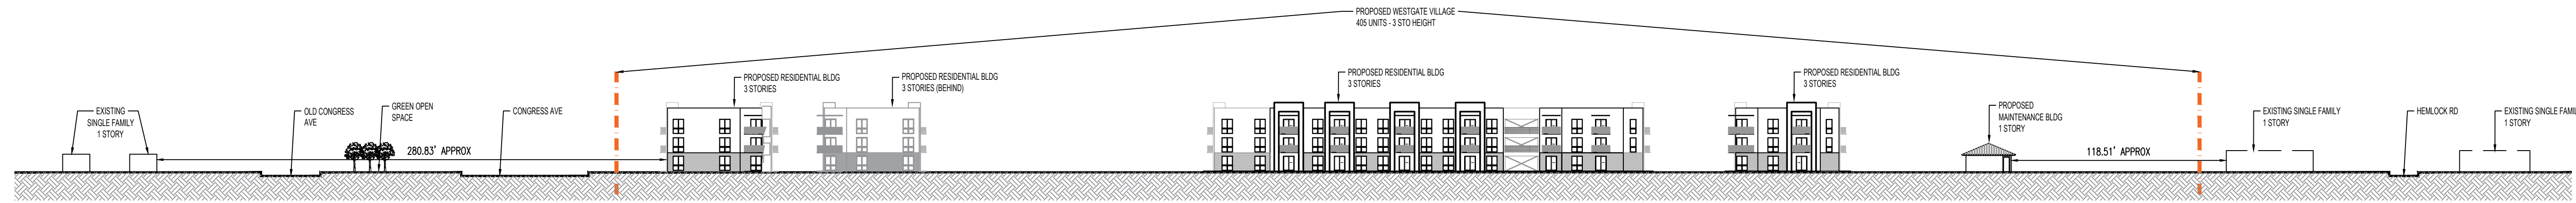 PROPOSED WESTGATE VILLAGE
405 UNITS - 3 STO HEIGHT
EXISTING
SINGLE FAMILY
1 STORY
OLD CONGRESS
AVE
GREEN OPEN
SPACE
280.83' APPROX
CONGRESS AVE
PROPOSED RESIDENTIAL BLDG
3 STORIES
PROPOSED RESIDENTIAL BLDG
3 STORIES (BEHIND)
PROPOSED RESIDENTIAL BLDG
3 STORIES
PROPOSED RESIDENTIAL BLDG
3 STORIES
PROPOSED
MAINTENANCE BLDG
1 STORY
118.51' APPROX
EXISTING SINGLE FAMILY
1 STORY
HEMLOCK RD
EXISTING SINGLE FAMIL
1 STORY